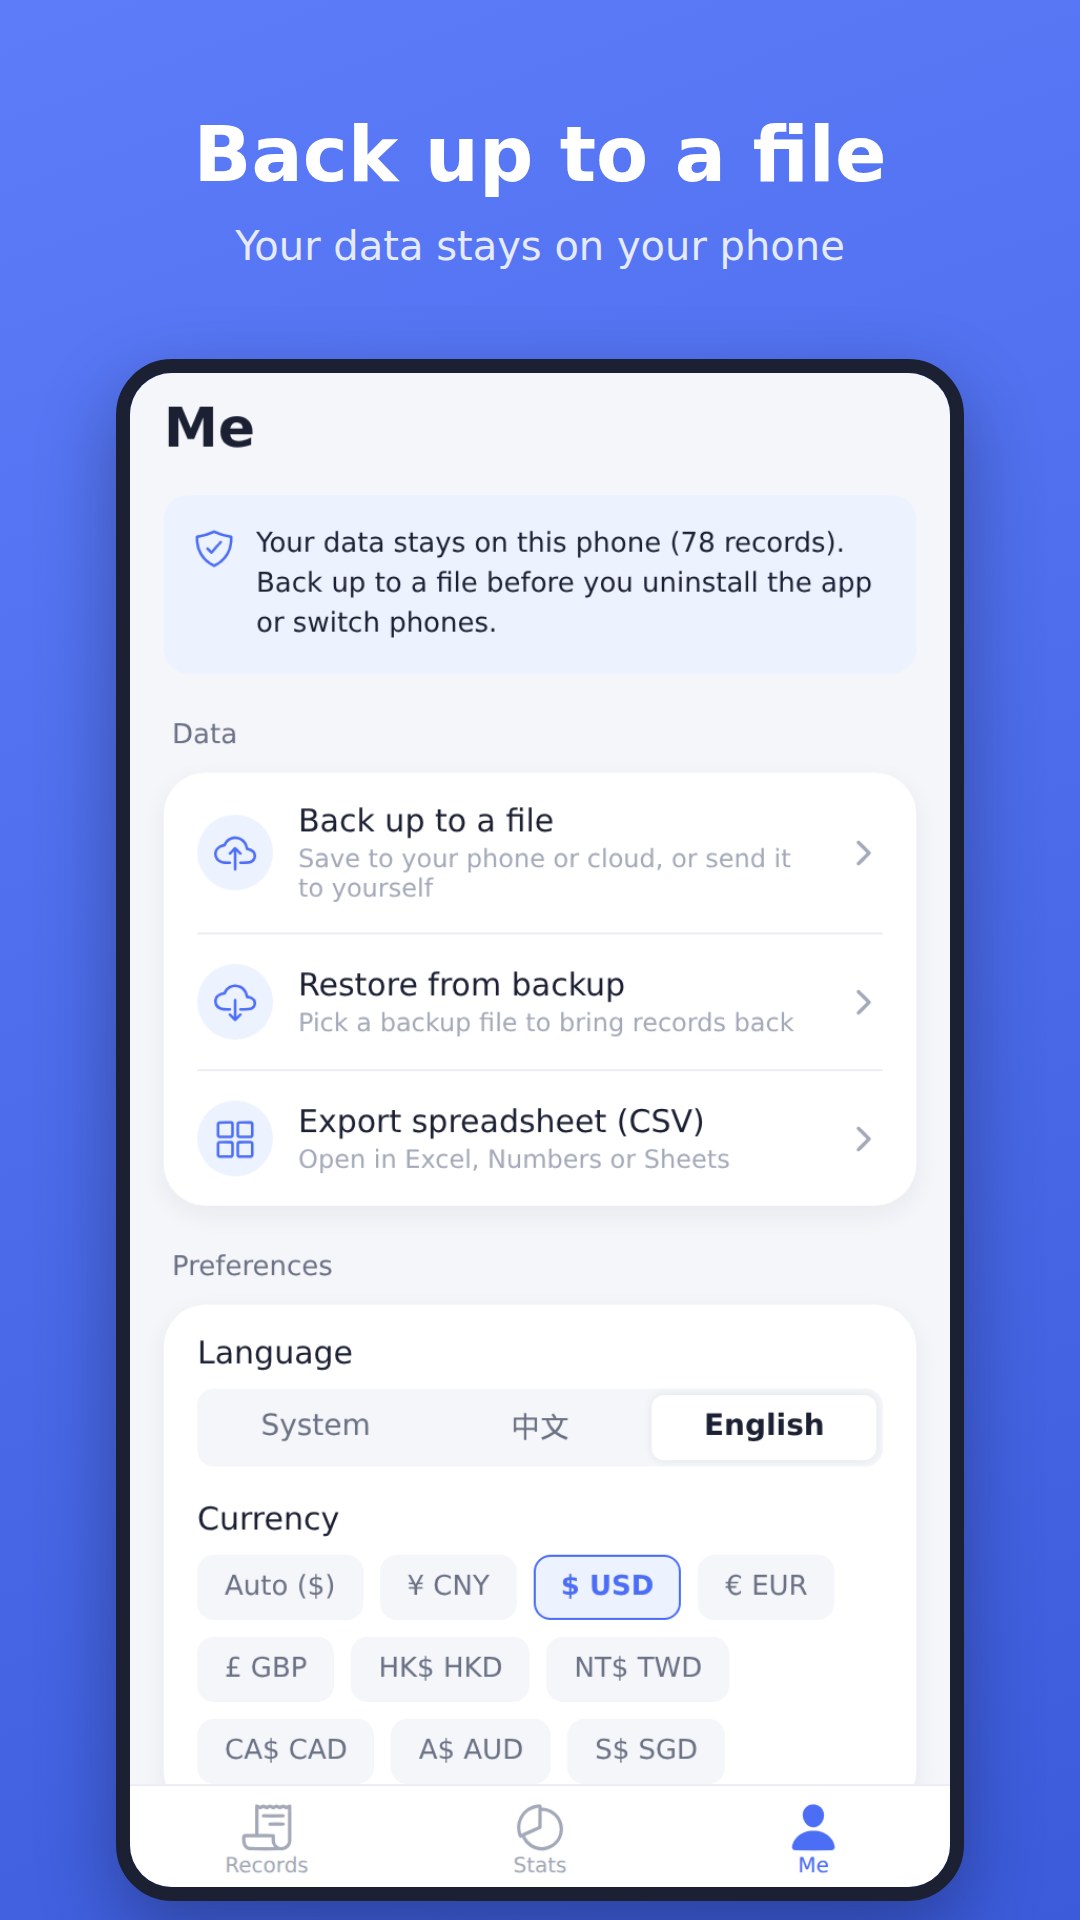 Back up to a file
Your data stays on your phone
Me
Your data stays on this phone (78 records).
Back up to a file before you uninstall the app
or switch phones.
Data
Back up to a file
Save to your phone or cloud, or send it
to yourself
Restore from backup
Pick a backup file to bring records back
Export spreadsheet (CSV)
Open in Excel, Numbers or Sheets
Preferences
Language
System 中文 English
Currency
Auto ($) ¥ CNY $ USD € EUR
£ GBP HK$ HKD NT$ TWD
CA$ CAD A$ AUD S$ SGD
Records Stats Me